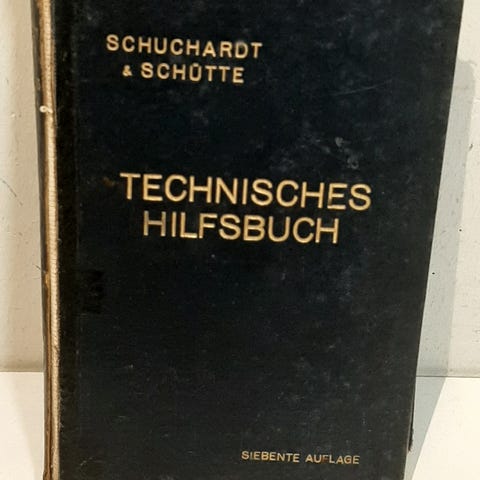 SCHUCHARDT
& SCHÜTTE
TECHNISCHES
HILFSBUCH
SIEBENTE AUFLAGE